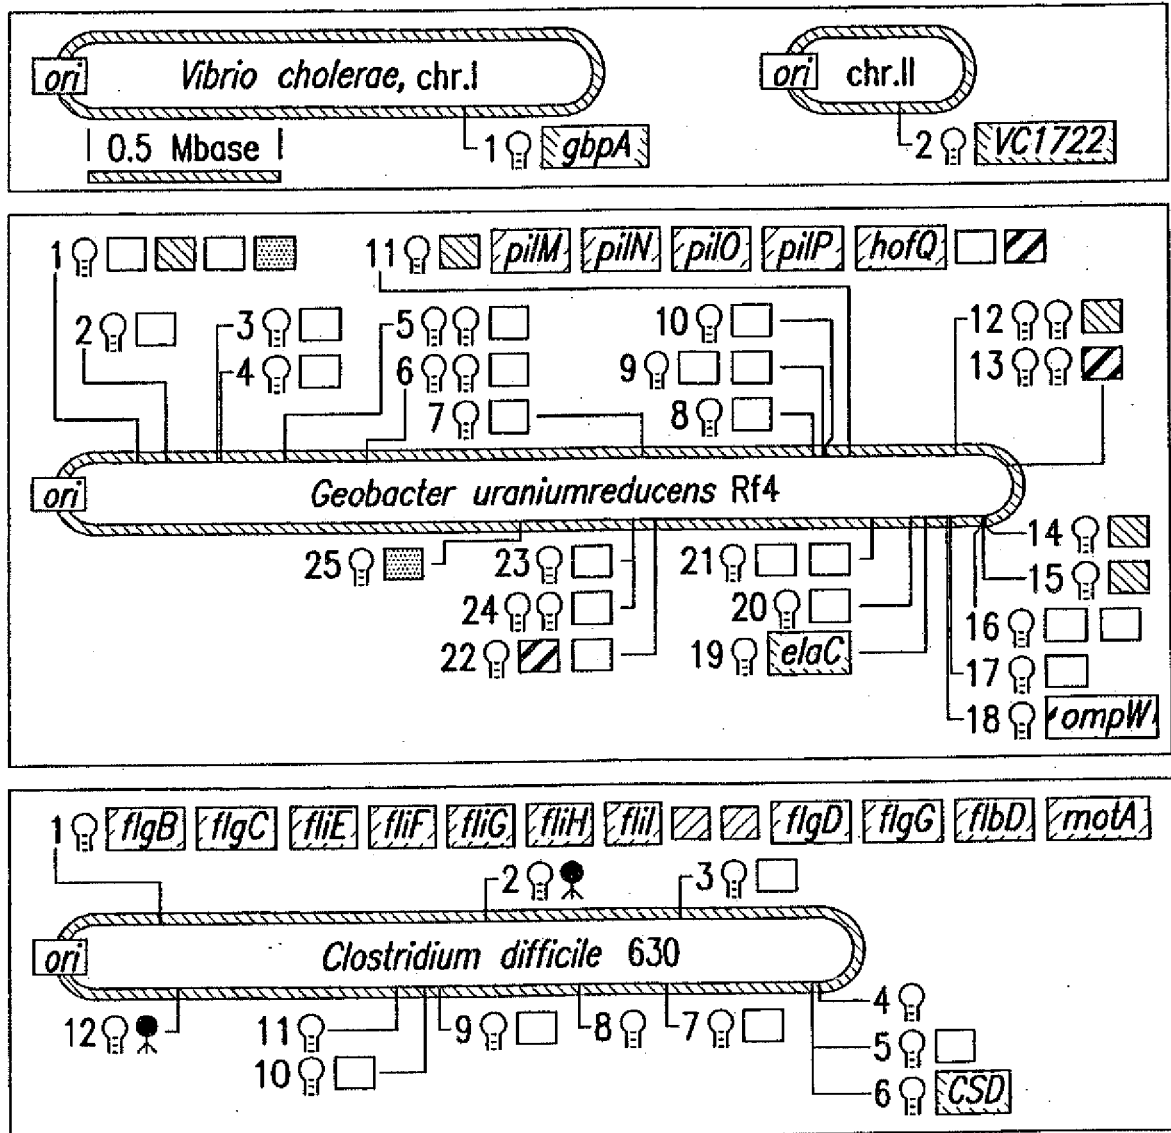 ori Vibrio cholerae, chr.I ori chr.II
0.5 Mbase 1 gbpA 2 VC1722
1 11 pilM pilN pilO pilP hofQ
2 3 5 10 12
4 6 9 13
7 8
ori Geobacter uraniumreducens Rf4
25 23 21 14
15
24 20 16
22 19 elaC 17
18 ompW
1 flgB flgC fliE fliF fliG fliH fliI flgD flgG flbD motA
2 3
ori Clostridium difficile 630
12 11 9 8 7 4
10 5
6 CSD